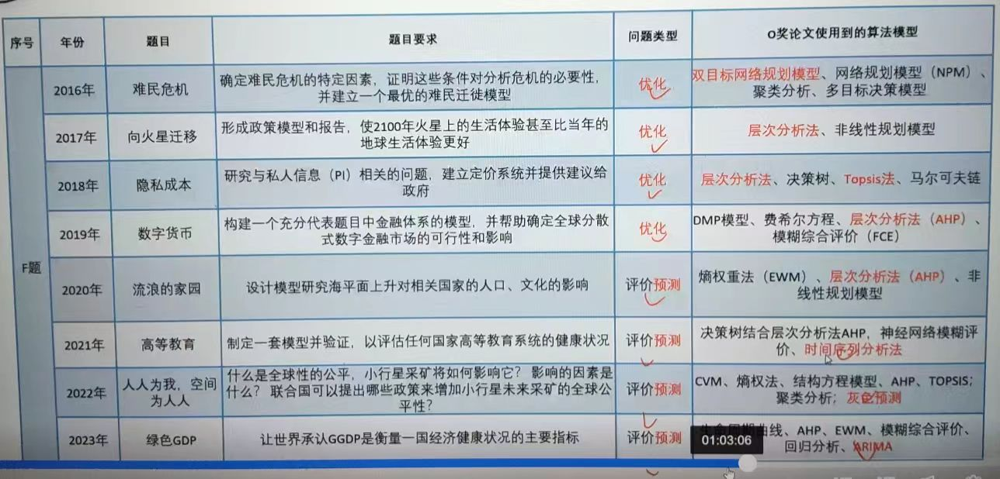 序号 年份 题目 题目要求 问题类型 O奖论文使用到的算法模型
F题
2016年 难民危机 确定难民危机的特定因素，证明这些条件对分析危机的必要性，
并建立一个最优的难民迁徙模型
优化
双目标网络规划模型、网络规划模型（NPM）、
聚类分析、多目标决策模型
2017年 向火星迁移 形成政策模型和报告，使2100年火星上的生活体验甚至比当年的
地球生活体验更好
优化
层次分析法、非线性规划模型
2018年 隐私成本 研究与私人信息（PI）相关的问题，建立定价系统并提供建议给
政府
优化
层次分析法、决策树、Topsis法、马尔可夫链
2019年 数字货币 构建一个充分代表题目中金融体系的模型，并帮助确定全球分散
式数字金融市场的可行性和影响
优化
DMP模型、费希尔方程、层次分析法（AHP）、
模糊综合评价（FCE）
2020年 流浪的家园 设计模型研究海平面上升对相关国家的人口、文化的影响
评价预测
熵权重法（EWM）、层次分析法（AHP）、非
线性规划模型
2021年 高等教育 制定一套模型并验证，以评估任何国家高等教育系统的健康状况
评价预测
决策树结合层次分析法AHP，神经网络模糊评
价、时间序列分析法
2022年 人人为我，空间
为人人
什么是全球性的公平，小行星采矿将如何影响它？影响的因素是
什么？联合国可以提出哪些政策来增加小行星未来采矿的全球公
平性？
评价预测
CVM、熵权法、结构方程模型、AHP、TOPSIS；
聚类分析；灰色预测
2023年 绿色GDP 让世界承认GGDP是衡量一国经济健康状况的主要指标
评价预测
曲线、AHP、EWM、模糊综合评价、
回归分析、ARIMA
01:03:06